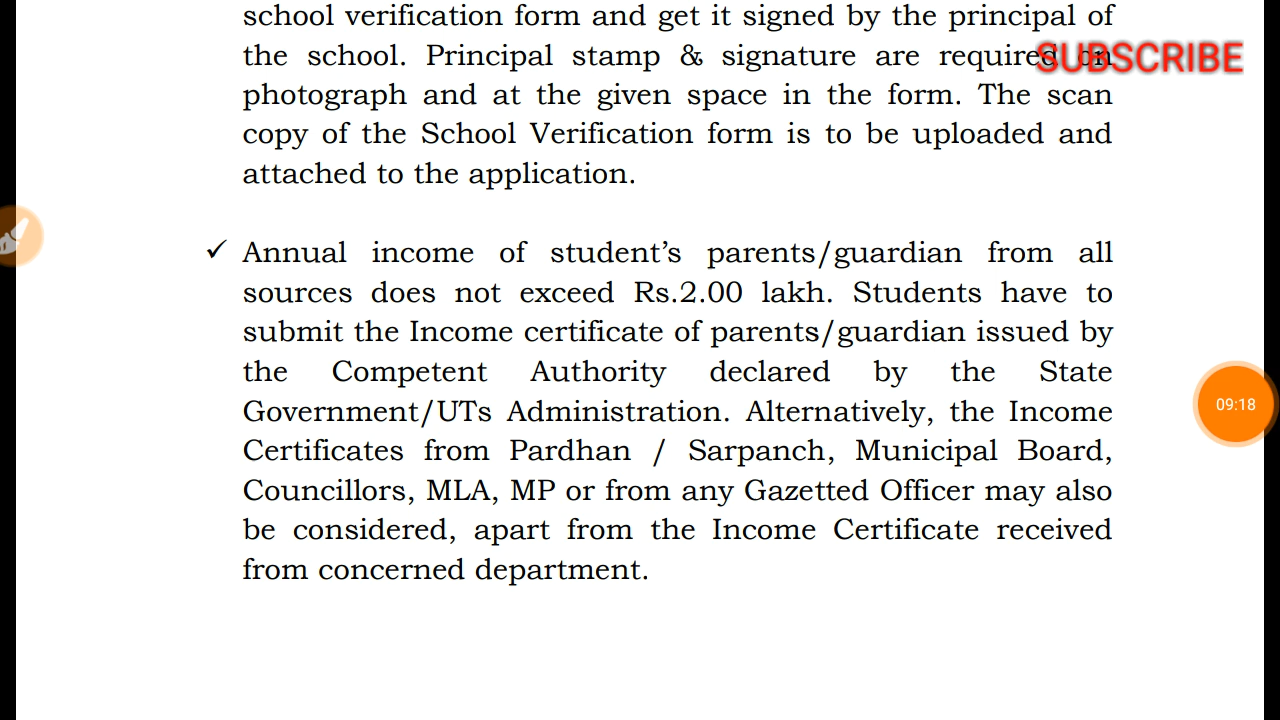 school verification form and get it signed by the principal of
the school. Principal stamp & signature are required on
SUBSCRIBE
photograph and at the given space in the form. The scan
copy of the School Verification form is to be uploaded and
attached to the application.
✓ Annual income of student’s parents/guardian from all
sources does not exceed Rs.2.00 lakh. Students have to
submit the Income certificate of parents/guardian issued by
the Competent Authority declared by the State
Government/UTs Administration. Alternatively, the Income
09:18
Certificates from Pardhan / Sarpanch, Municipal Board,
Councillors, MLA, MP or from any Gazetted Officer may also
be considered, apart from the Income Certificate received
from concerned department.